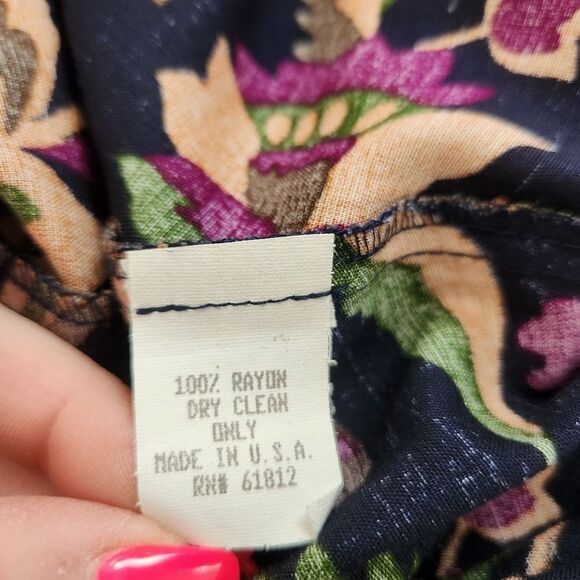 100% RAYON
DRY CLEAN
ONLY
MADE IN U.S.A.
RN# 61812